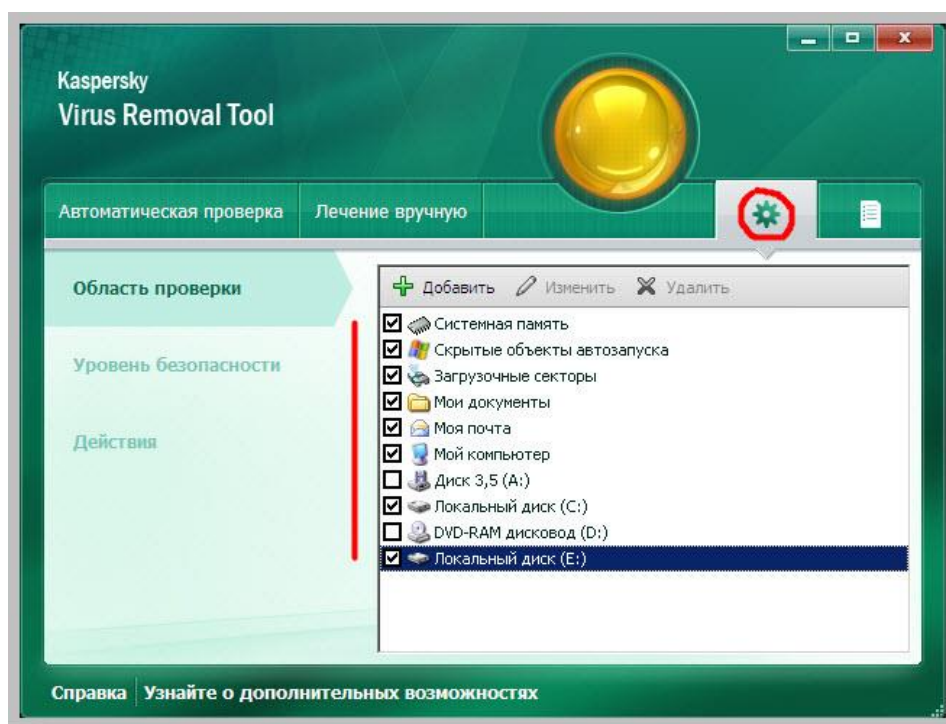 Kaspersky
Virus Removal Tool
Автоматическая проверка
Лечение вручную
Область проверки
Уровень безопасности
Действия
Добавить Изменить Удалить
Системная память
Скрытые объекты автозапуска
Загрузочные секторы
Мои документы
Моя почта
Мой компьютер
Диск 3,5 (A:)
Локальный диск (C:)
DVD-RAM дисковод (D:)
Локальный диск (E:)
Справка Узнайте о дополнительных возможностях